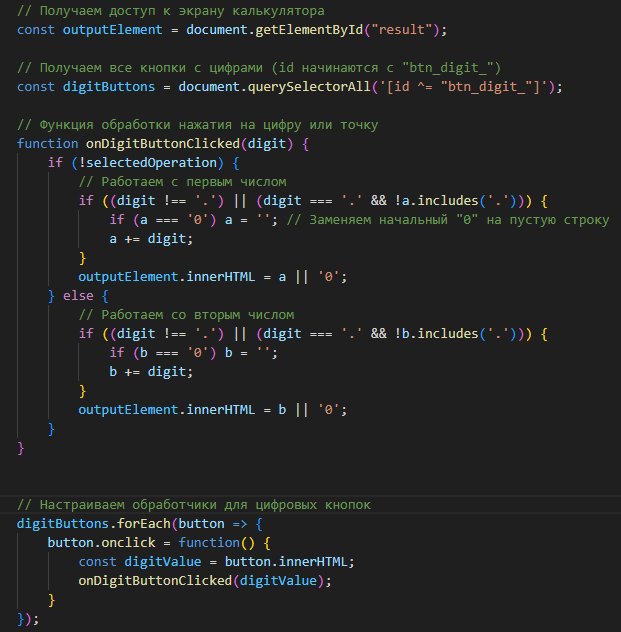 // Получаем доступ к экрану калькулятора
const outputElement = document.getElementById("result");
// Получаем все кнопки с цифрами (id начинаются с "btn_digit_")
const digitButtons = document.querySelectorAll('[id ^= "btn_digit_"]');
// Функция обработки нажатия на цифру или точку
function onDigitButtonClicked(digit) {
    if (!selectedOperation) {
        // Работаем с первым числом
        if ((digit !== '.') || (digit === '.' && !a.includes('.'))) {
            if (a === '0') a = ''; // Заменяем начальный "0" на пустую строку
            a += digit;
        }
        outputElement.innerHTML = a || '0';
    } else {
        // Работаем со вторым числом
        if ((digit !== '.') || (digit === '.' && !b.includes('.'))) {
            if (b === '0') b = '';
            b += digit;
        }
        outputElement.innerHTML = b || '0';
    }
}
// Настраиваем обработчики для цифровых кнопок
digitButtons.forEach(button => {
    button.onclick = function() {
        const digitValue = button.innerHTML;
        onDigitButtonClicked(digitValue);
    }
});